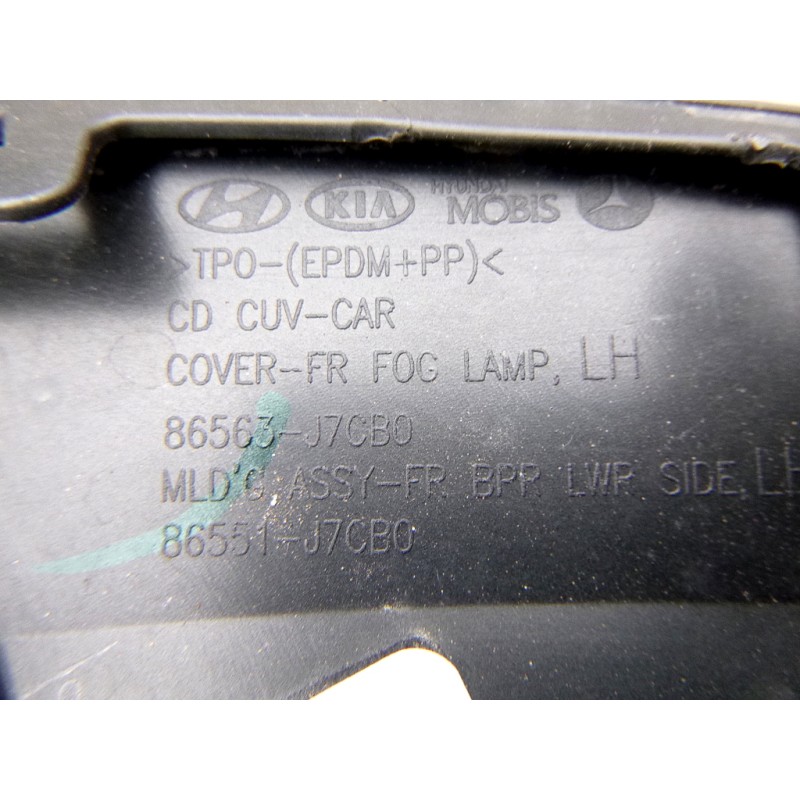 KIA HYUNDAI MOBIS
>TPO-(EPDM+PP)<
CD CUV-CAR
COVER-FR FOG LAMP, LH
86563-J7CB0
MLD'G ASSY-FR BPR LWR SIDE, LH
86551-J7CB0